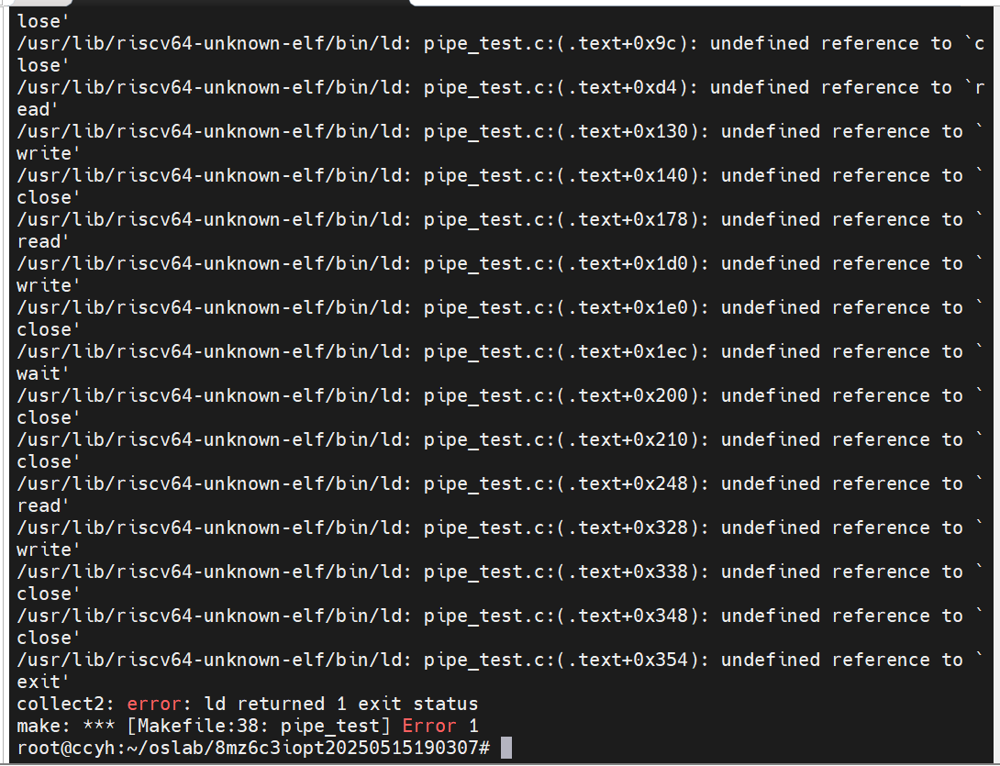 lose'
/usr/lib/riscv64-unknown-elf/bin/ld: pipe_test.c:(.text+0x9c): undefined reference to `c
lose'
/usr/lib/riscv64-unknown-elf/bin/ld: pipe_test.c:(.text+0xd4): undefined reference to `r
ead'
/usr/lib/riscv64-unknown-elf/bin/ld: pipe_test.c:(.text+0x130): undefined reference to `
write'
/usr/lib/riscv64-unknown-elf/bin/ld: pipe_test.c:(.text+0x140): undefined reference to `
close'
/usr/lib/riscv64-unknown-elf/bin/ld: pipe_test.c:(.text+0x178): undefined reference to `
read'
/usr/lib/riscv64-unknown-elf/bin/ld: pipe_test.c:(.text+0x1d0): undefined reference to `
write'
/usr/lib/riscv64-unknown-elf/bin/ld: pipe_test.c:(.text+0x1e0): undefined reference to `
close'
/usr/lib/riscv64-unknown-elf/bin/ld: pipe_test.c:(.text+0x1ec): undefined reference to `
wait'
/usr/lib/riscv64-unknown-elf/bin/ld: pipe_test.c:(.text+0x200): undefined reference to `
close'
/usr/lib/riscv64-unknown-elf/bin/ld: pipe_test.c:(.text+0x210): undefined reference to `
close'
/usr/lib/riscv64-unknown-elf/bin/ld: pipe_test.c:(.text+0x248): undefined reference to `
read'
/usr/lib/riscv64-unknown-elf/bin/ld: pipe_test.c:(.text+0x328): undefined reference to `
write'
/usr/lib/riscv64-unknown-elf/bin/ld: pipe_test.c:(.text+0x338): undefined reference to `
close'
/usr/lib/riscv64-unknown-elf/bin/ld: pipe_test.c:(.text+0x348): undefined reference to `
close'
/usr/lib/riscv64-unknown-elf/bin/ld: pipe_test.c:(.text+0x354): undefined reference to `
exit'
collect2: error: ld returned 1 exit status
make: *** [Makefile:38: pipe_test] Error 1
root@ccyh:~/oslab/8mz6c3iopt20250515190307#